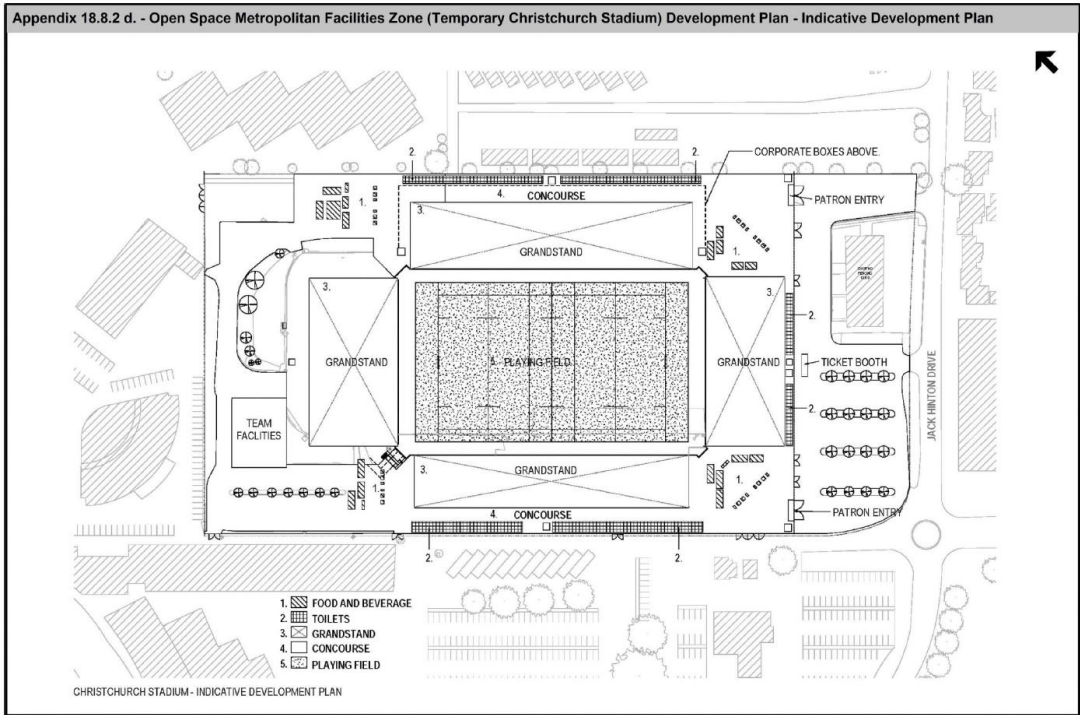 Appendix 18.8.2 d. - Open Space Metropolitan Facilities Zone (Temporary Christchurch Stadium) Development Plan - Indicative Development Plan
2.
2.
CORPORATE BOXES ABOVE.
4.
CONCOURSE
1.
PATRON ENTRY
3.
1.
GRANDSTAND
3.
3.
2.
GRANDSTAND
5. PLAYING FIELD
GRANDSTAND
TICKET BOOTH
JACK HINTON DRIVE
2.
TEAM
FACLITIES
3.
GRANDSTAND
1.
1.
4.
CONCOURSE
PATRON ENTRY
2.
2.
1. FOOD AND BEVERAGE
2. TOILETS
3. GRANDSTAND
4. CONCOURSE
5. PLAYING FIELD
CHRISTCHURCH STADIUM - INDICATIVE DEVELOPMENT PLAN